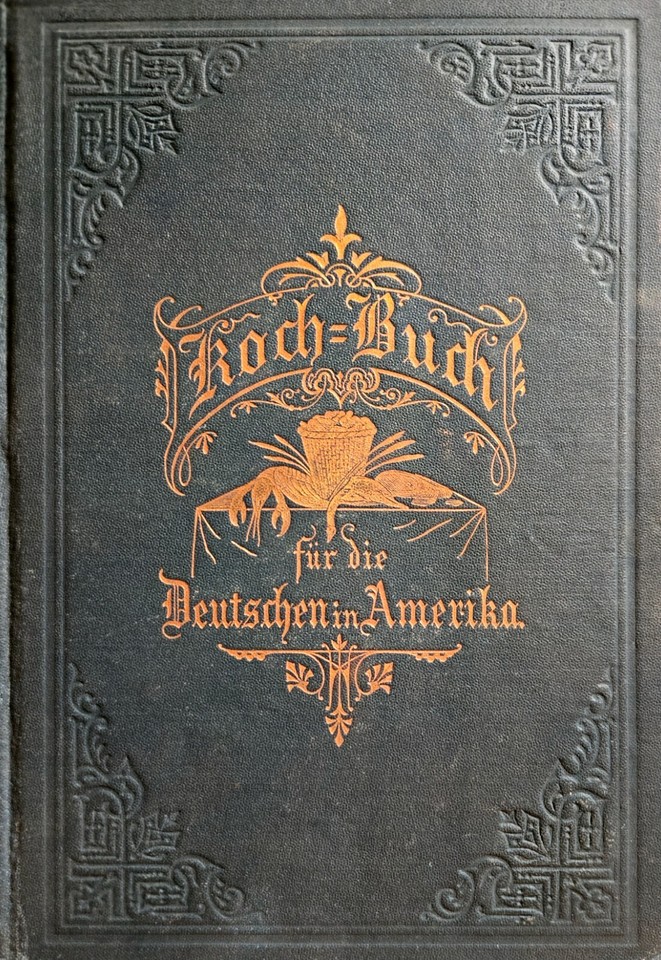 Koch=Buch
für die
Deutschen in Amerika.